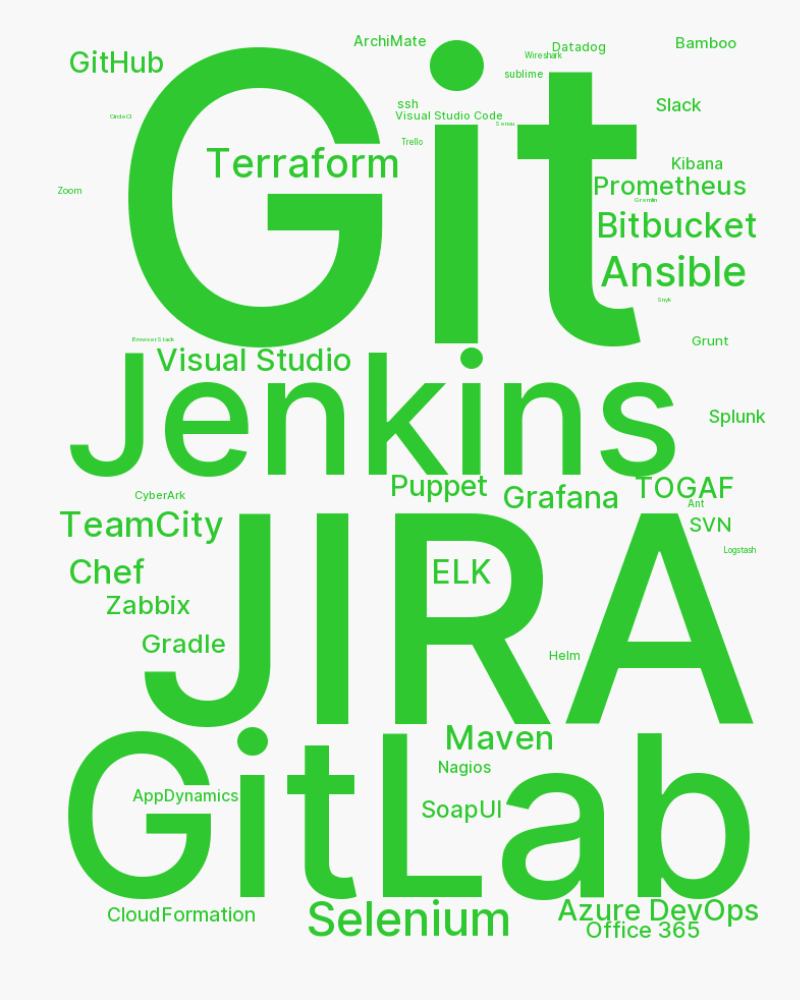 ArchiMate
Datadog
Bamboo
Wireshark
GitHub
sublime
Git
ssh
Slack
Visual Studio Code
CircleCI
Trello
Terraform
Kibana
Prometheus
Zoom
Gremlin
Bitbucket
Ansible
Snyk
BrowserStack
Grunt
Visual Studio
Jenkins
Splunk
Puppet
Grafana
TOGAF
CyberArk
Ant
TeamCity
SVN
Logstash
JIRA
Chef
ELK
Zabbix
Gradle
Helm
Maven
Nagios
GitLab
AppDynamics
SoapUI
CloudFormation
Selenium
Azure DevOps
Office 365